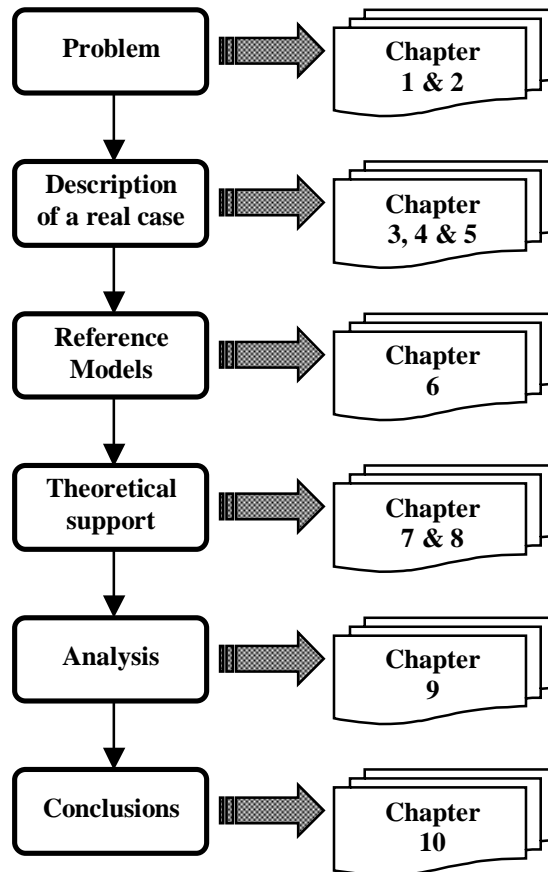 Problem
Chapter
1 & 2
Description
of a real case
Chapter
3, 4 & 5
Reference
Models
Chapter
6
Theoretical
support
Chapter
7 & 8
Analysis
Chapter
9
Conclusions
Chapter
10